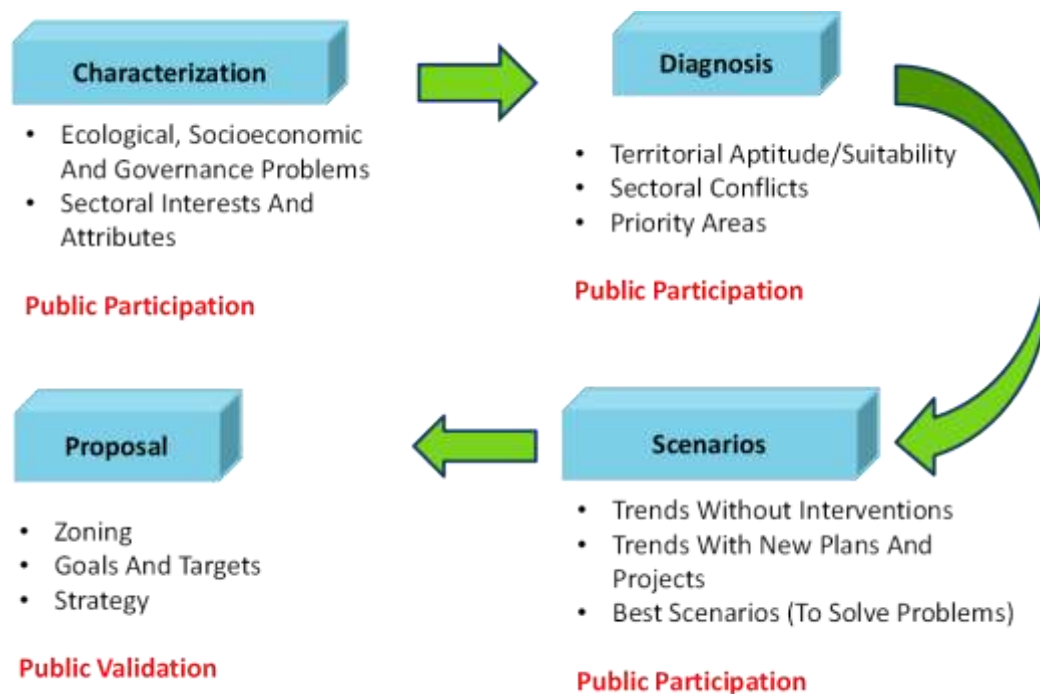 Characterization
• Ecological, Socioeconomic
And Governance Problems
• Sectoral Interests And
Attributes
Public Participation
Diagnosis
• Territorial Aptitude/Suitability
• Sectoral Conflicts
• Priority Areas
Public Participation
Scenarios
• Trends Without Interventions
• Trends With New Plans And
Projects
• Best Scenarios (To Solve Problems)
Public Participation
Proposal
• Zoning
• Goals And Targets
• Strategy
Public Validation